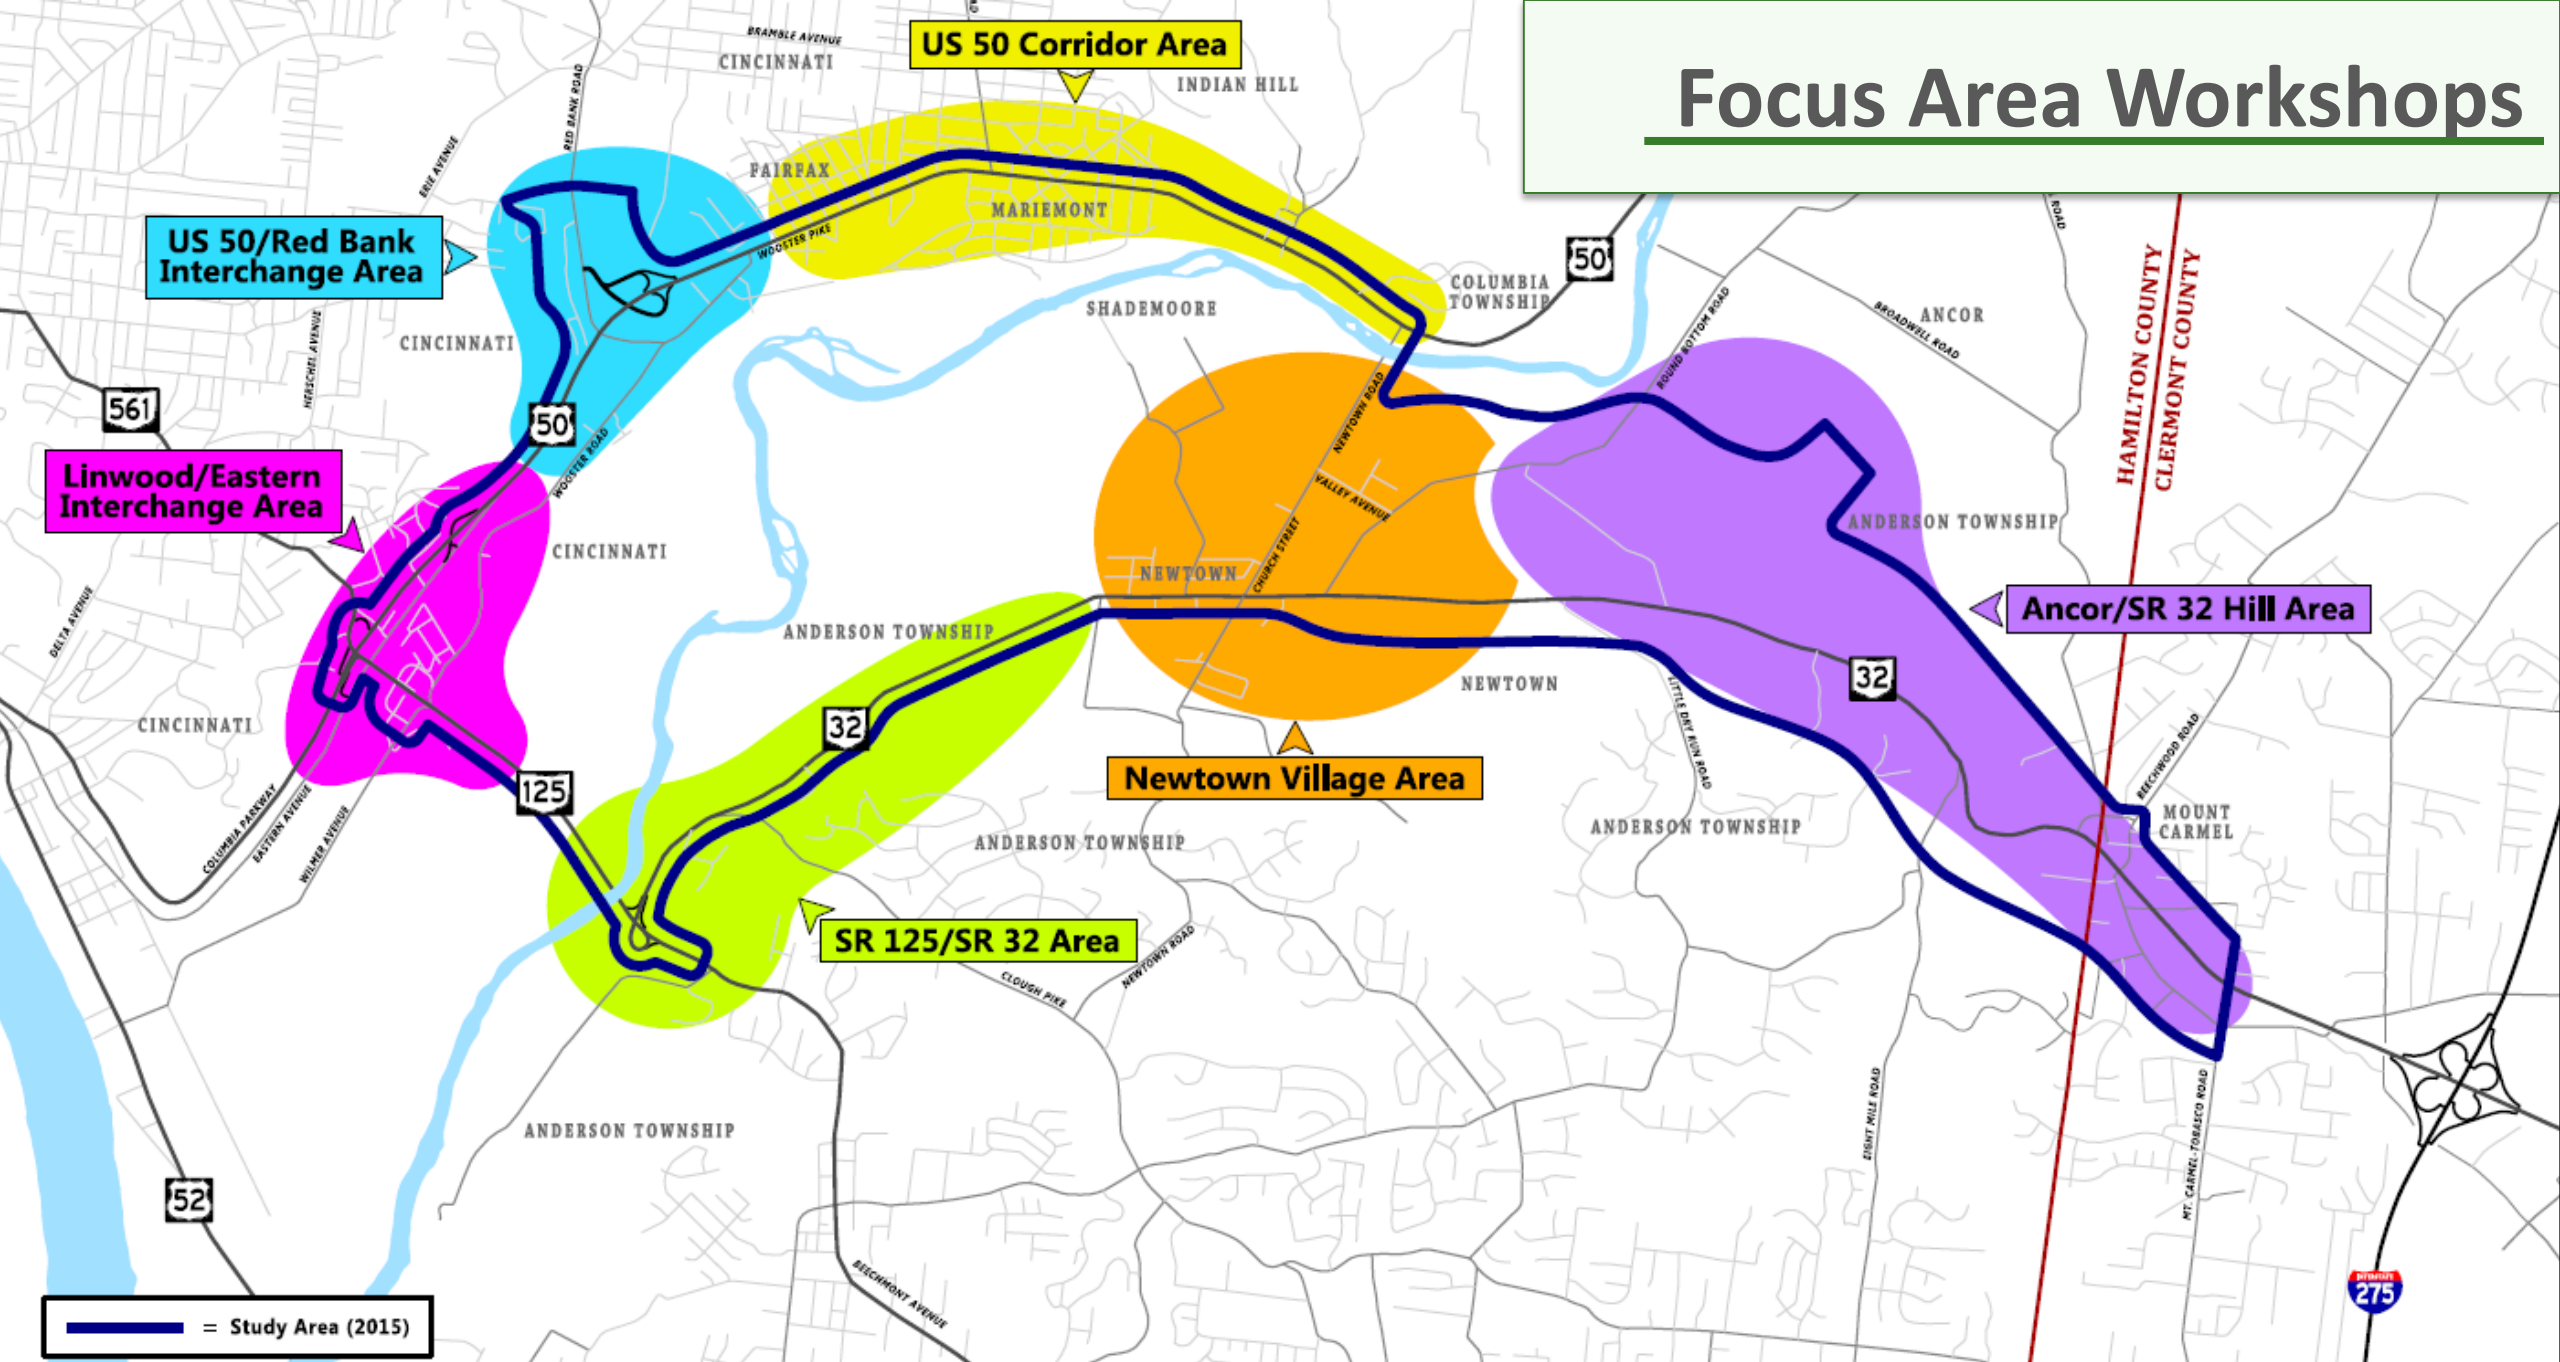 Focus Area Workshops
BRAMBLE AVENUE
CINCINNATI
US 50 Corridor Area
INDIAN HILL
RED BANK ROAD
ERIE AVENUE
FAIRFAX
MARIEMONT
WOOSTER PIKE
US 50/Red Bank
Interchange Area
50
COLUMBIA
TOWNSHIP
SHADEMOORE
ROAD
HAMILTON COUNTY
CLERMONT COUNTY
ANCOR
BROADWELL ROAD
ROUND BOTTOM ROAD
CINCINNATI
HERSCHEL AVENUE
561
50
WOOSTER ROAD
NEWTOWN ROAD
VALLEY AVENUE
CHURCH STREET
Linwood/Eastern
Interchange Area
CINCINNATI
ANDERSON TOWNSHIP
NEWTOWN
DELTA AVENUE
ANDERSON TOWNSHIP
Ancor/SR 32 Hill Area
32
NEWTOWN
LITTLE DRY RUN ROAD
CINCINNATI
32
BEECHWOOD ROAD
Newtown Village Area
125
COLUMBIA PARKWAY
EASTERN AVENUE
WILMER AVENUE
MOUNT
CARMEL
ANDERSON TOWNSHIP
ANDERSON TOWNSHIP
SR 125/SR 32 Area
CLOUGH PIKE
NEWTOWN ROAD
ANDERSON TOWNSHIP
EIGHT MILE ROAD
MT. CARMEL-TOBASCO ROAD
52
BEECHMONT AVENUE
INTERSTATE
275
= Study Area (2015)